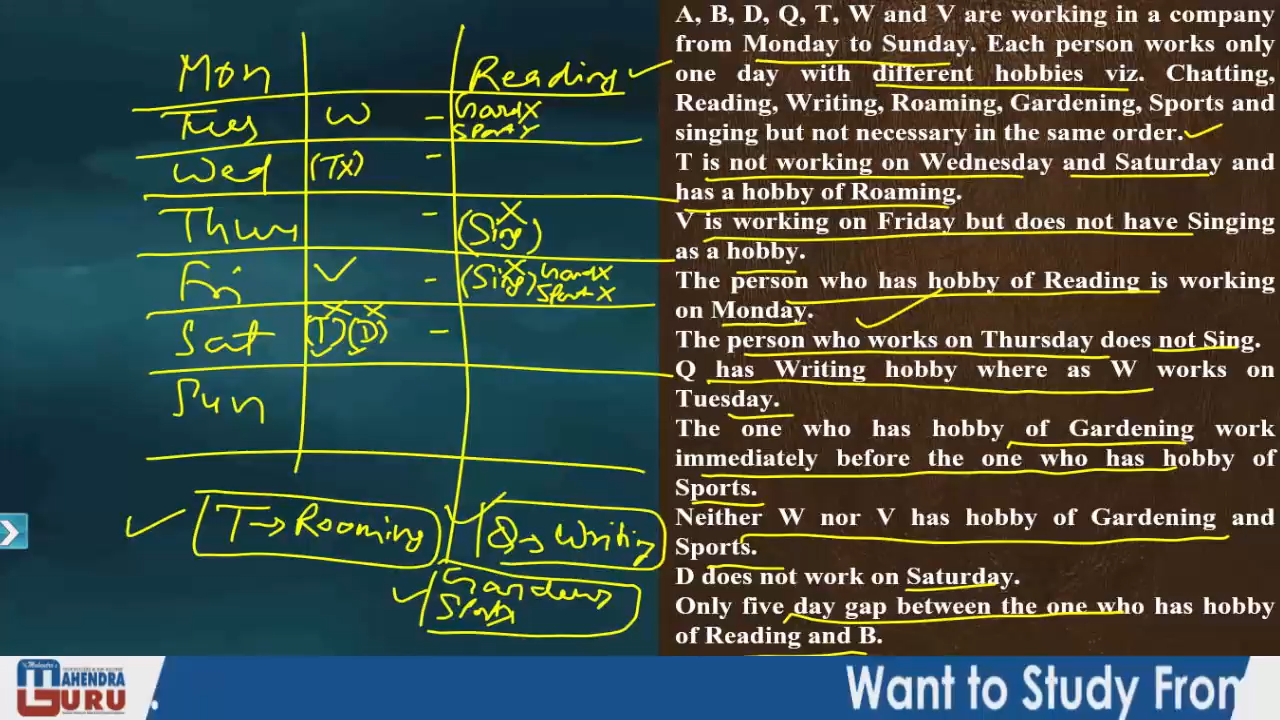 Mon Reading
Tues W - Gard X
Sport X
Wed (TX) -
Thurs - (Sing) X
Fri V - (Sing) X Gard X
Sport X
Sat (T) X (D) X -
Sun
T → Roaming
Q → Writing
Gardening
Sports
A, B, D, Q, T, W and V are working in a company
from Monday to Sunday. Each person works only
one day with different hobbies viz. Chatting,
Reading, Writing, Roaming, Gardening, Sports and
singing but not necessary in the same order.
T is not working on Wednesday and Saturday and
has a hobby of Roaming.
V is working on Friday but does not have Singing
as a hobby.
The person who has hobby of Reading is working
on Monday.
The person who works on Thursday does not Sing.
Q has Writing hobby where as W works on
Tuesday.
The one who has hobby of Gardening work
immediately before the one who has hobby of
Sports.
Neither W nor V has hobby of Gardening and
Sports.
D does not work on Saturday.
Only five day gap between the one who has hobby
of Reading and B.
MAHENDRA
GURU
Want to Study From